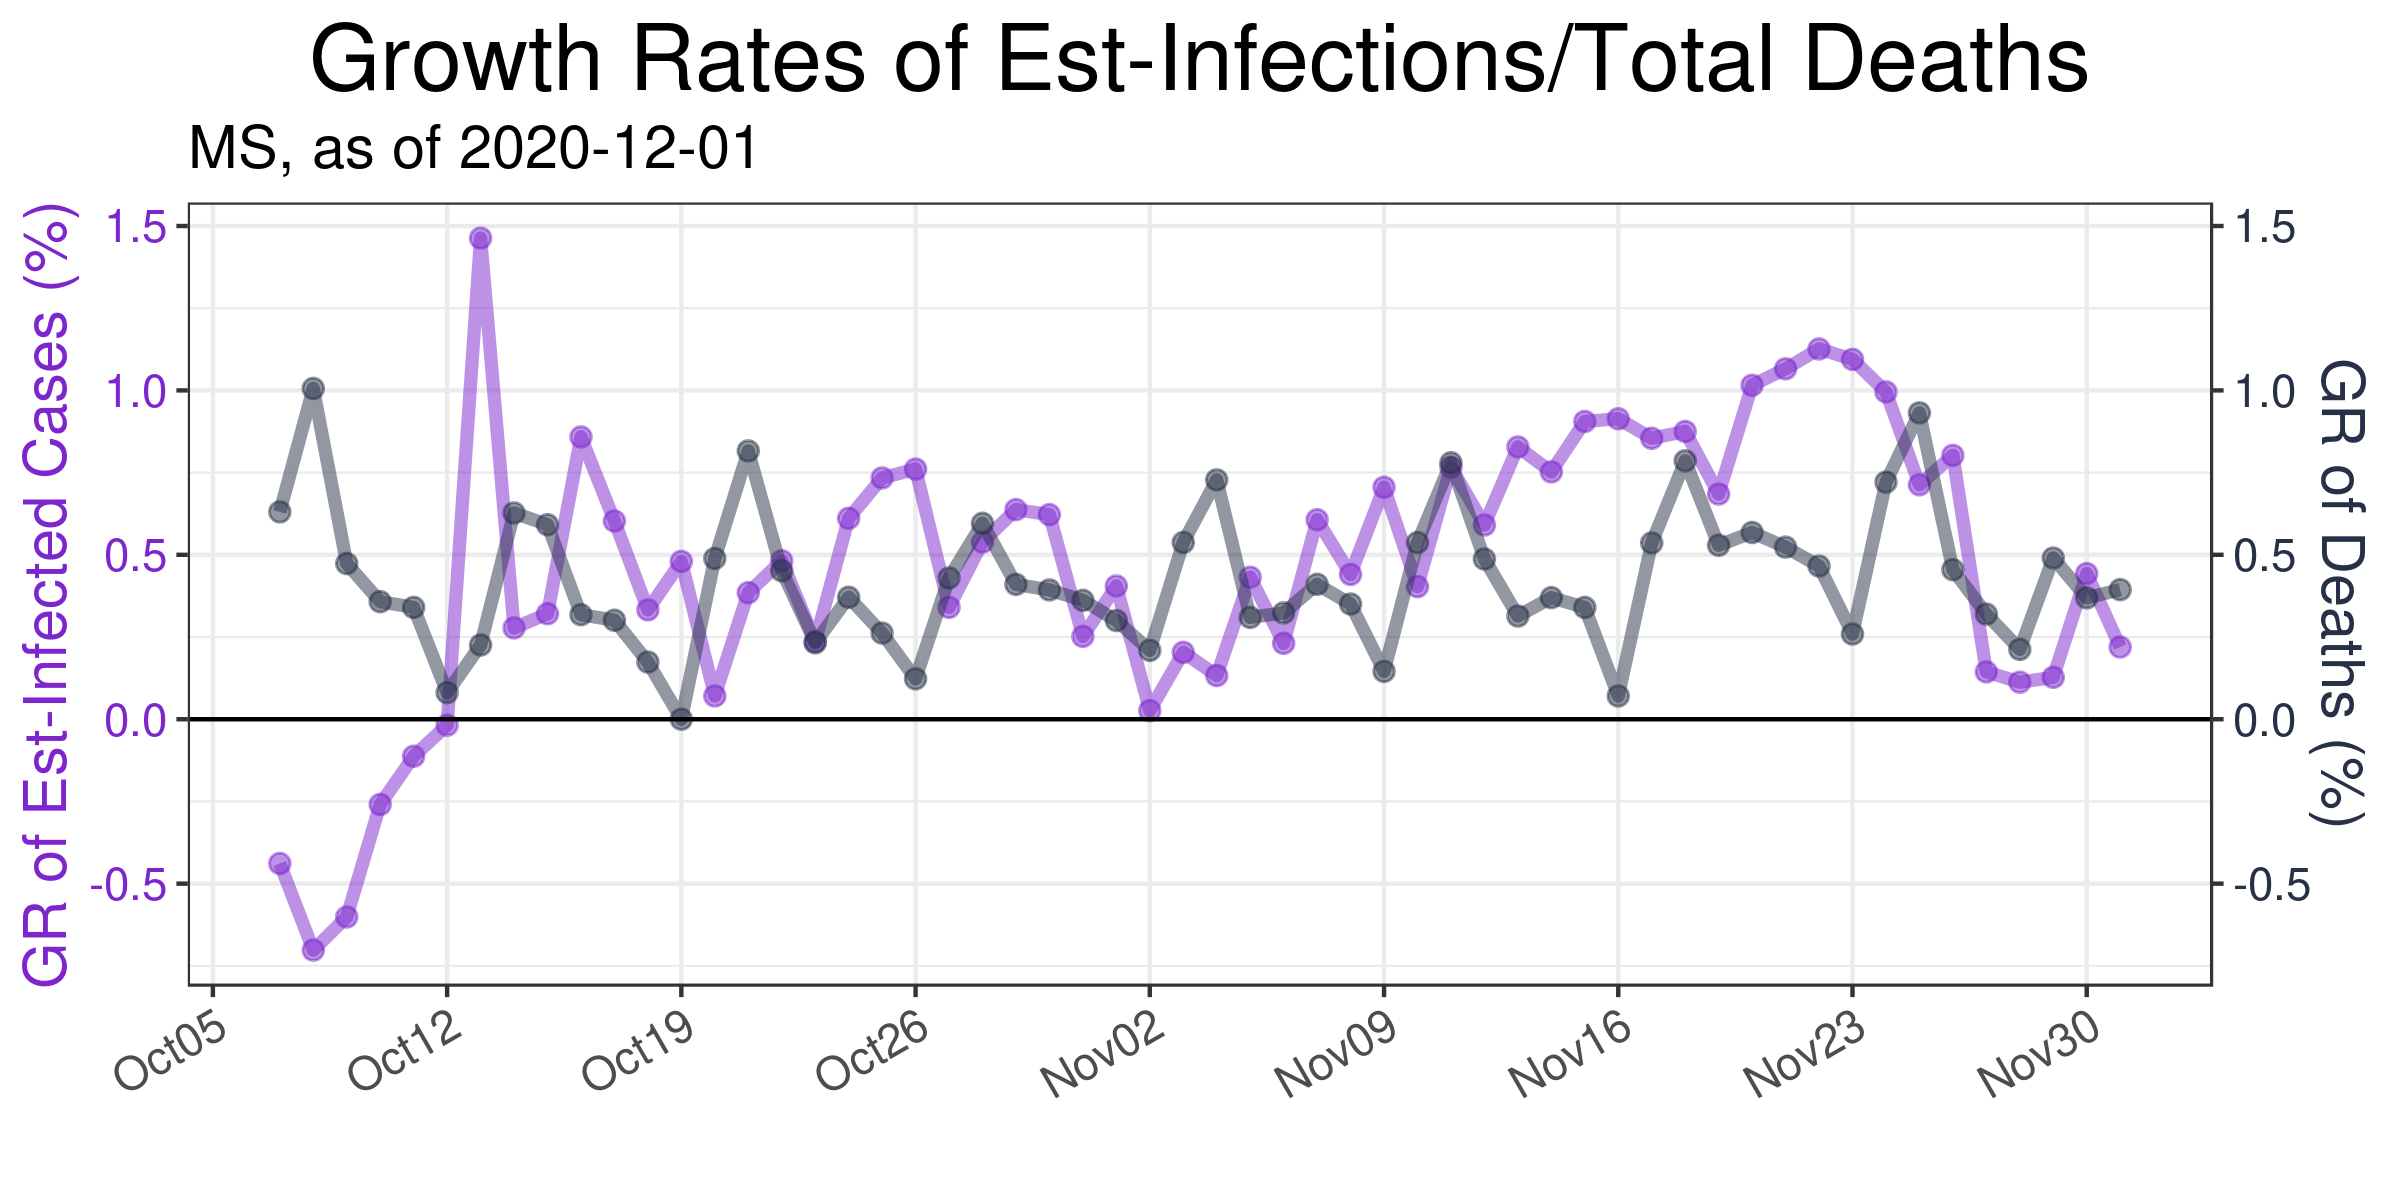 Growth Rates of Est-Infections/Total Deaths
MS, as of 2020-12-01
GR of Est-Infected Cases (%)
1.5
1.0
0.5
0.0
-0.5
1.5
1.0
0.5
0.0
-0.5
GR of Deaths (%)
Oct05
Oct12
Oct19
Oct26
Nov02
Nov09
Nov16
Nov23
Nov30